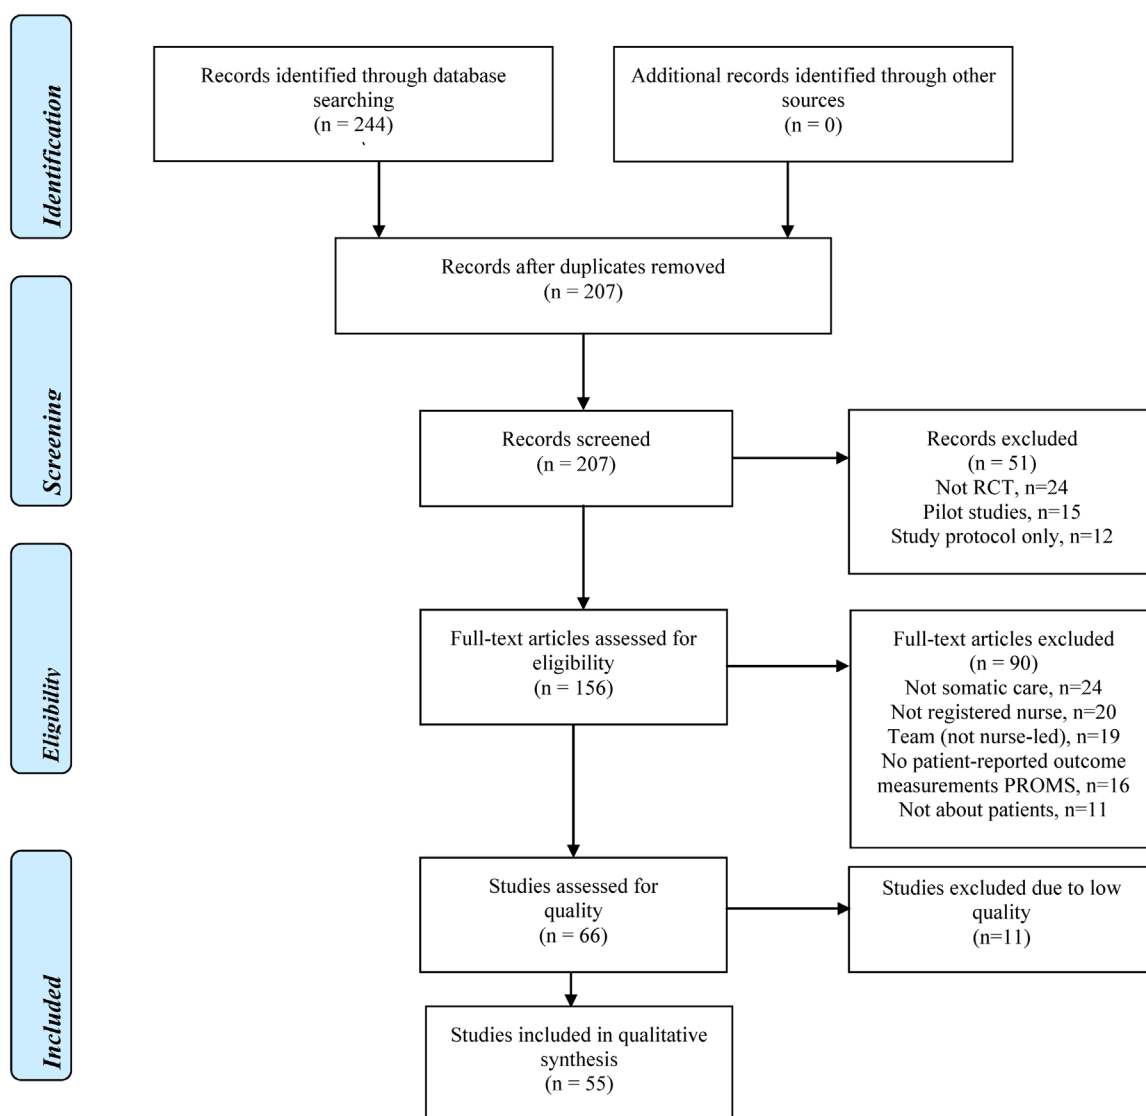 Identification
Records identified through database
searching
(n = 244)
Additional records identified through other
sources
(n = 0)
Records after duplicates removed
(n = 207)
Screening
Records screened
(n = 207)
Records excluded
(n = 51)
Not RCT, n=24
Pilot studies, n=15
Study protocol only, n=12
Eligibility
Full-text articles assessed for
eligibility
(n = 156)
Full-text articles excluded
(n = 90)
Not somatic care, n=24
Not registered nurse, n=20
Team (not nurse-led), n=19
No patient-reported outcome
measurements PROMS, n=16
Not about patients, n=11
Included
Studies assessed for
quality
(n = 66)
Studies excluded due to low
quality
(n=11)
Studies included in qualitative
synthesis
(n = 55)